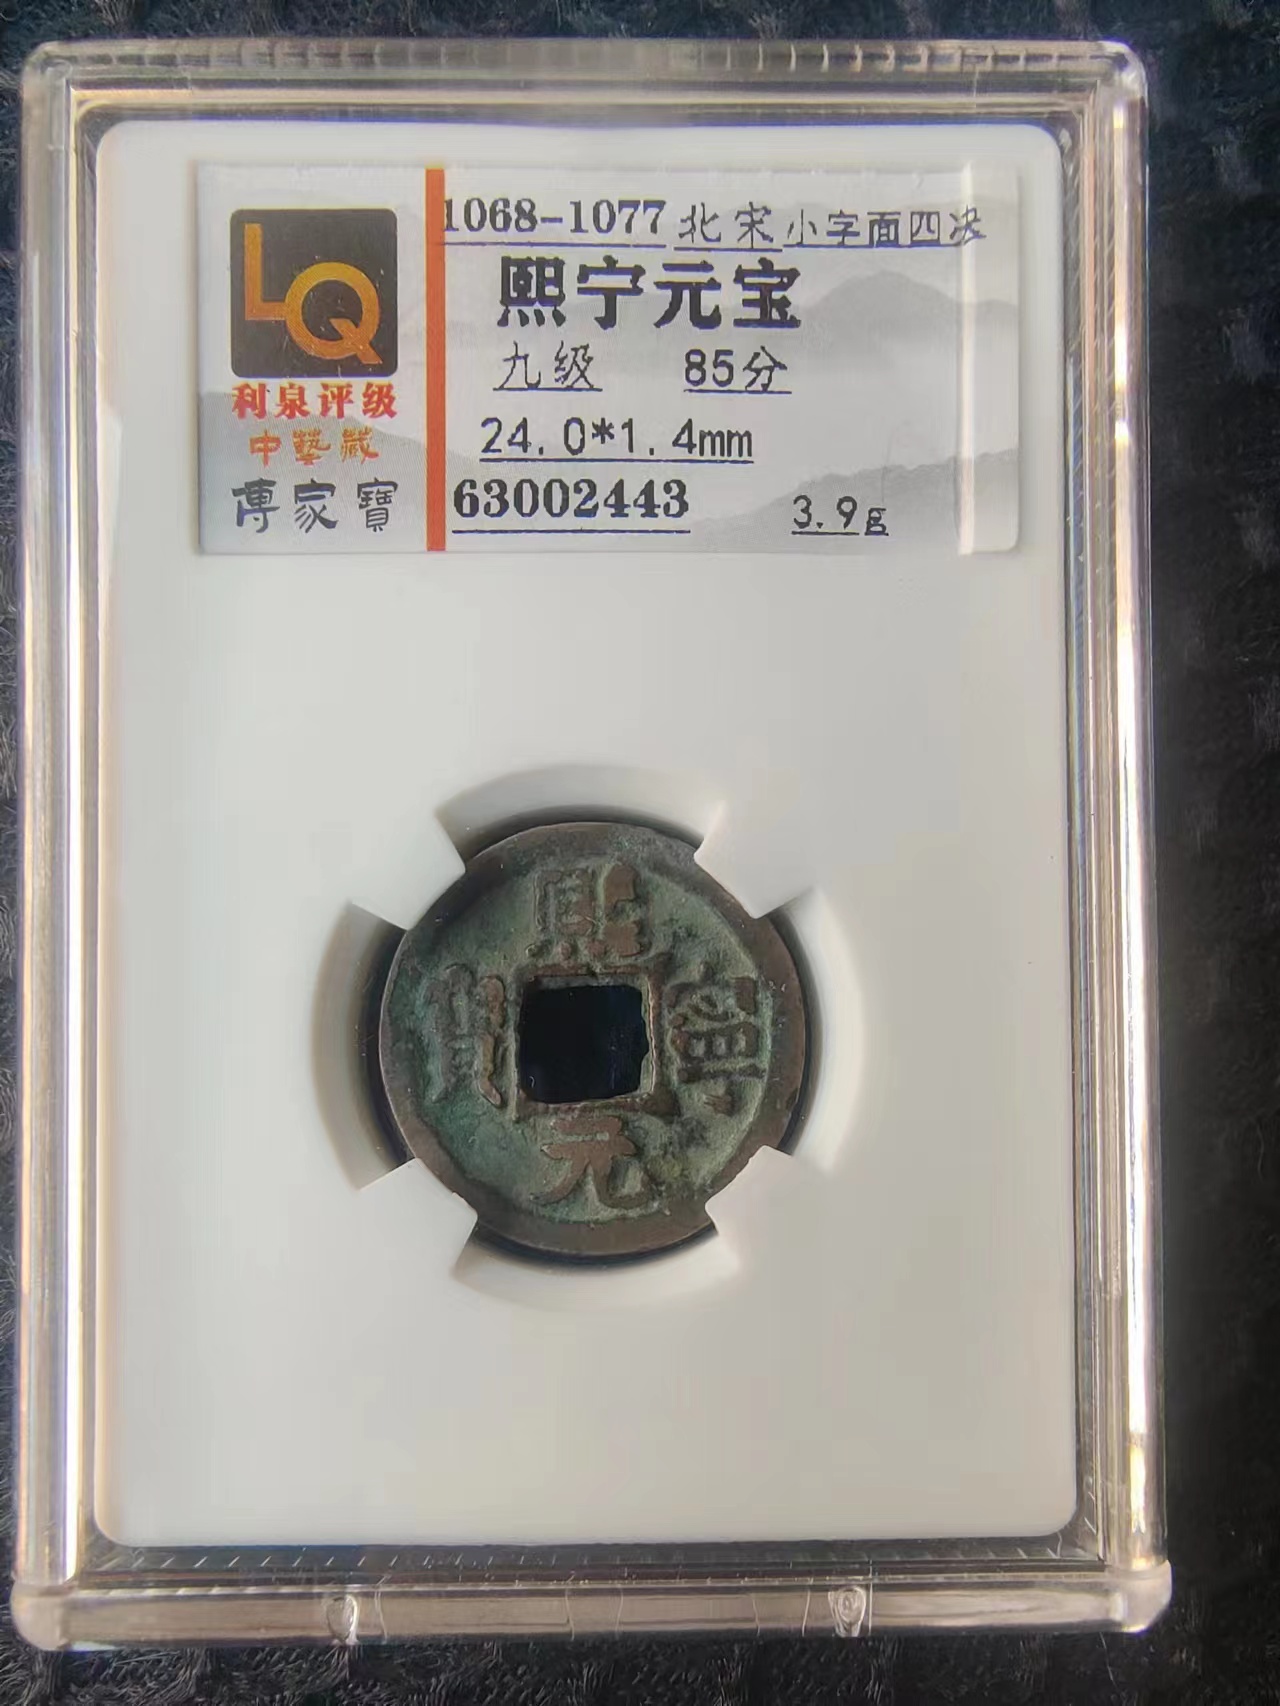 LQ
利泉评级
中藝藏
傳家寶
1068-1077 北宋 小字面四决
熙宁元宝
九级 85分
24.0*1.4mm
63002443 3.9g
熙
寧
元
寶